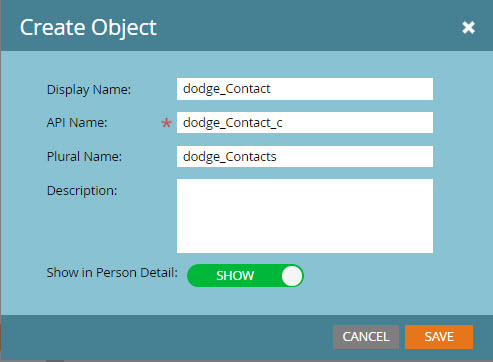 Create Object
Display Name: dodge_Contact
API Name: * dodge_Contact_c
Plural Name: dodge_Contacts
Description:
Show in Person Detail: SHOW
CANCEL SAVE